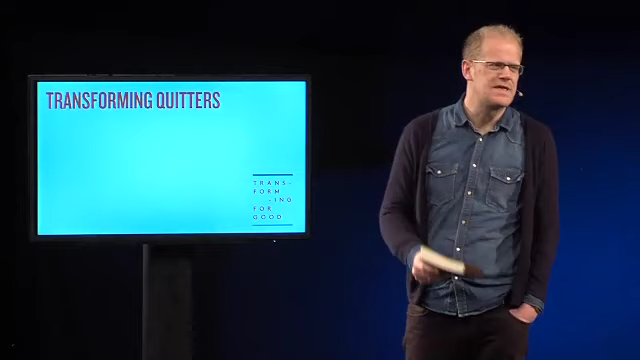 TRANSFORMING QUITTERS
TRANS-
FORM
-ING
FOR
GOOD